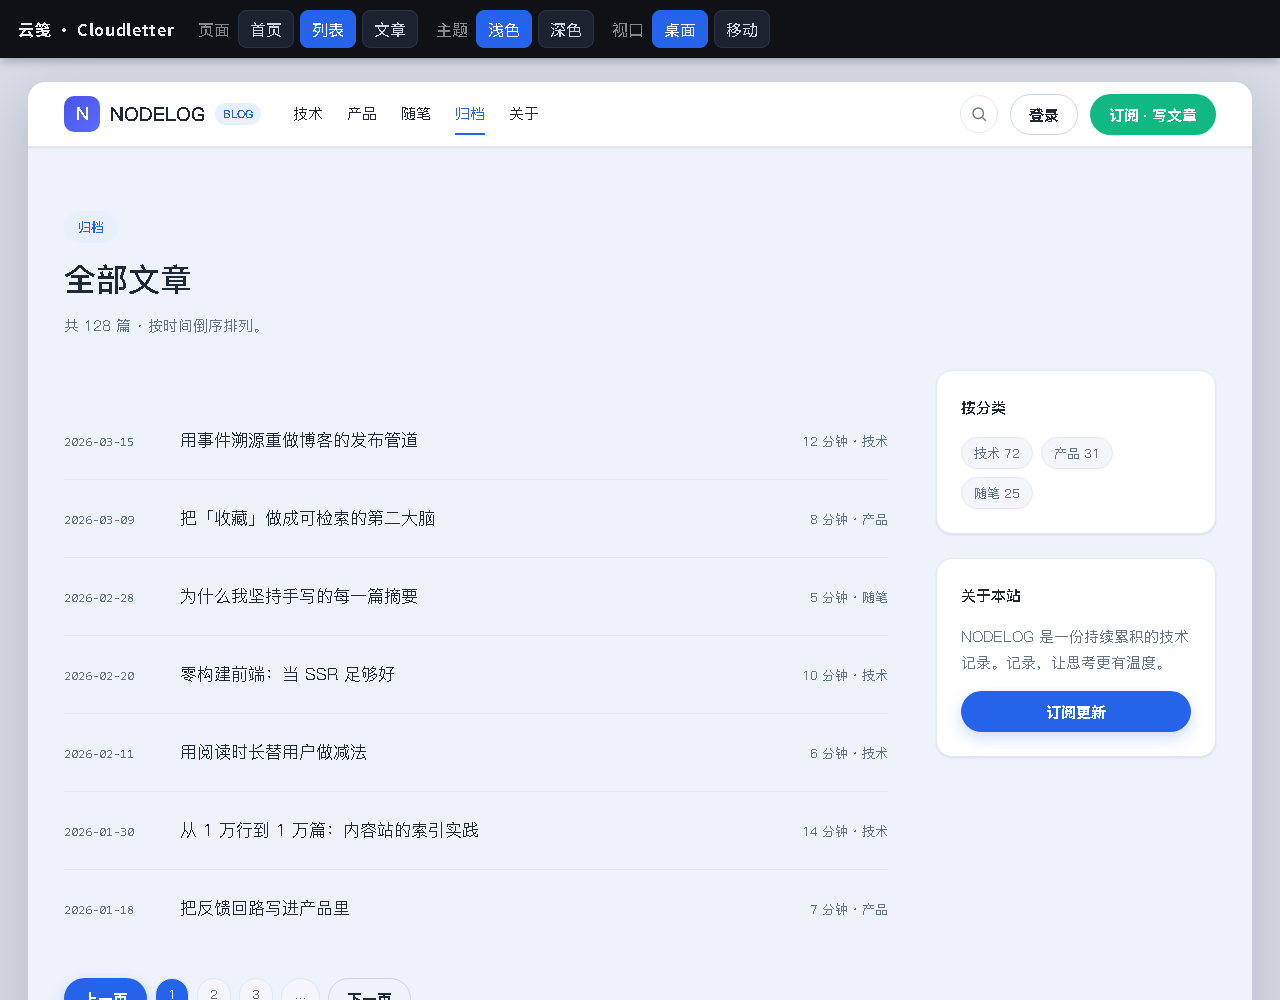 云笺 · Cloudletter 页面 首页 列表 文章 主题 浅色 深色 视口 桌面 移动
N NODELOG BLOG 技术 产品 随笔 归档 关于 登录 订阅 · 写文章
归档
全部文章
共 128 篇 · 按时间倒序排列。
2026-03-15 用事件溯源重做博客的发布管道 12 分钟 · 技术
2026-03-09 把「收藏」做成可检索的第二大脑 8 分钟 · 产品
2026-02-28 为什么我坚持手写的每一篇摘要 5 分钟 · 随笔
2026-02-20 零构建前端：当 SSR 足够好 10 分钟 · 技术
2026-02-11 用阅读时长替用户做减法 6 分钟 · 技术
2026-01-30 从 1 万行到 1 万篇：内容站的索引实践 14 分钟 · 技术
2026-01-18 把反馈回路写进产品里 7 分钟 · 产品
上一页 1 2 3 … 下一页
按分类
技术 72 产品 31
随笔 25
关于本站
NODELOG 是一份持续累积的技术
记录。记录，让思考更有温度。
订阅更新